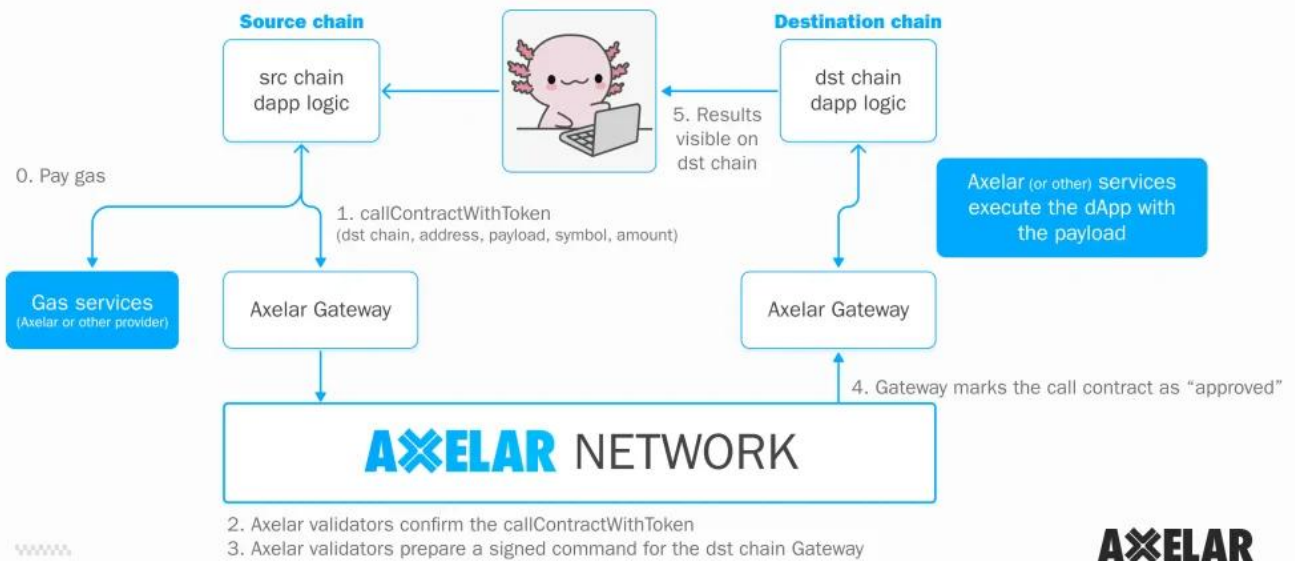 Source chain
Destination chain
src chain
dapp logic
dst chain
dapp logic
5. Results
visible on
dst chain
0. Pay gas
1. callContractWithToken
(dst chain, address, payload, symbol, amount)
Axelar (or other) services
execute the dApp with
the payload
Gas services
(Axelar or other provider)
Axelar Gateway
Axelar Gateway
4. Gateway marks the call contract as “approved”
AXELAR NETWORK
2. Axelar validators confirm the callContractWithToken
3. Axelar validators prepare a signed command for the dst chain Gateway
AXELAR